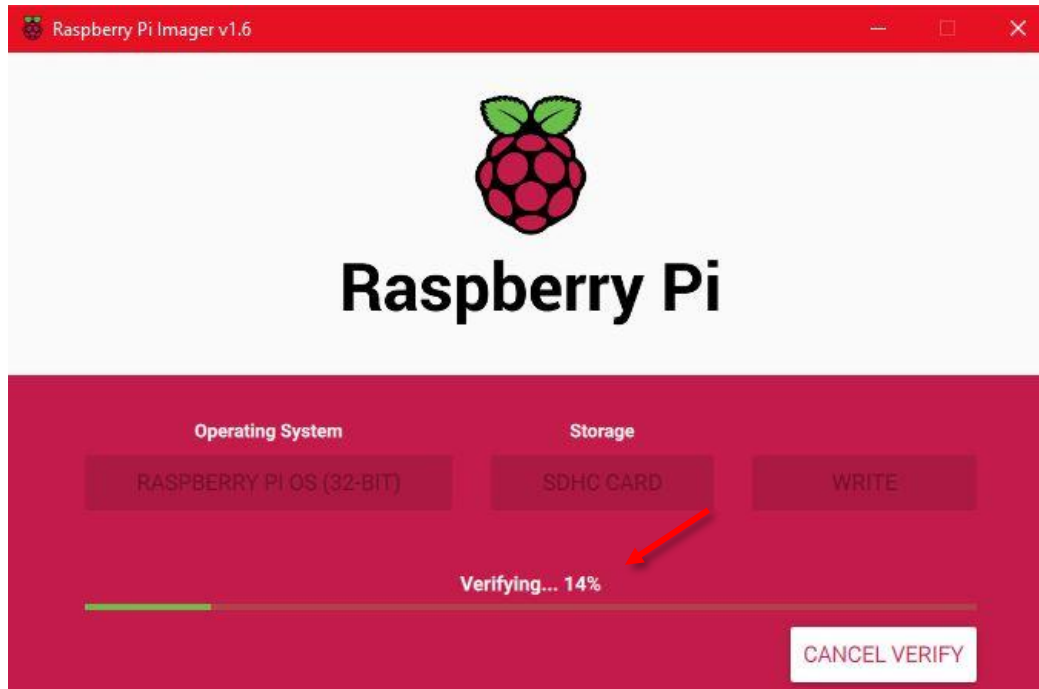 Raspberry Pi Imager v1.6
Raspberry Pi
Operating System
Storage
RASPBERRY PI OS (32-BIT)
SDHC CARD
WRITE
Verifying... 14%
CANCEL VERIFY